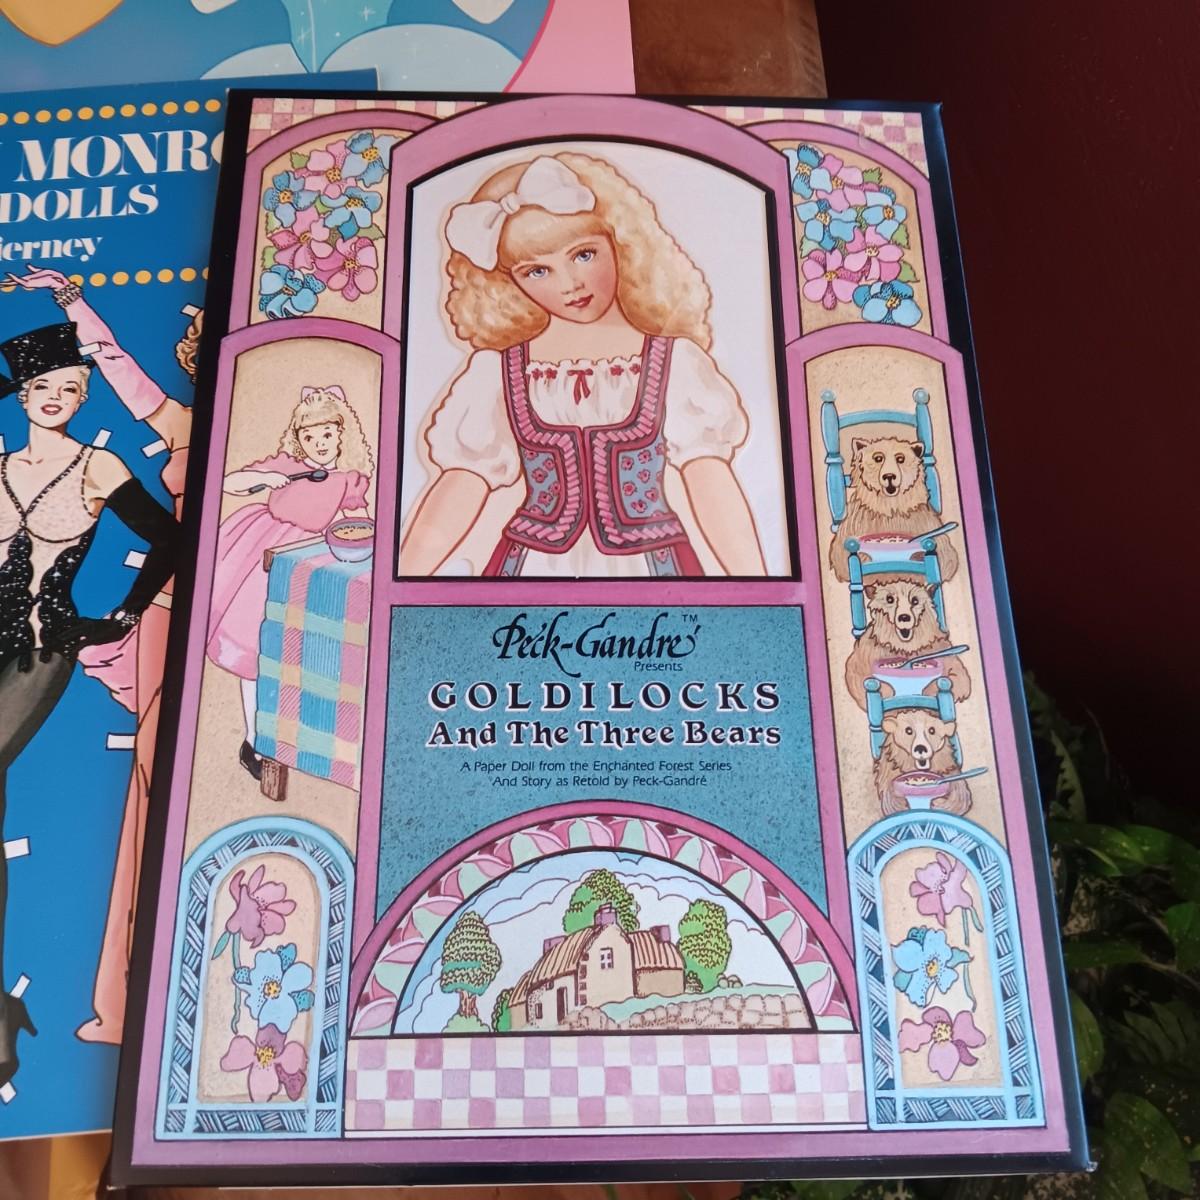 MONRO
DOLLS
ierney
Peck-Gandré™
Presents
GOLDILOCKS
And The Three Bears
A Paper Doll from the Enchanted Forest Series
And Story as Retold by Peck-Gandré